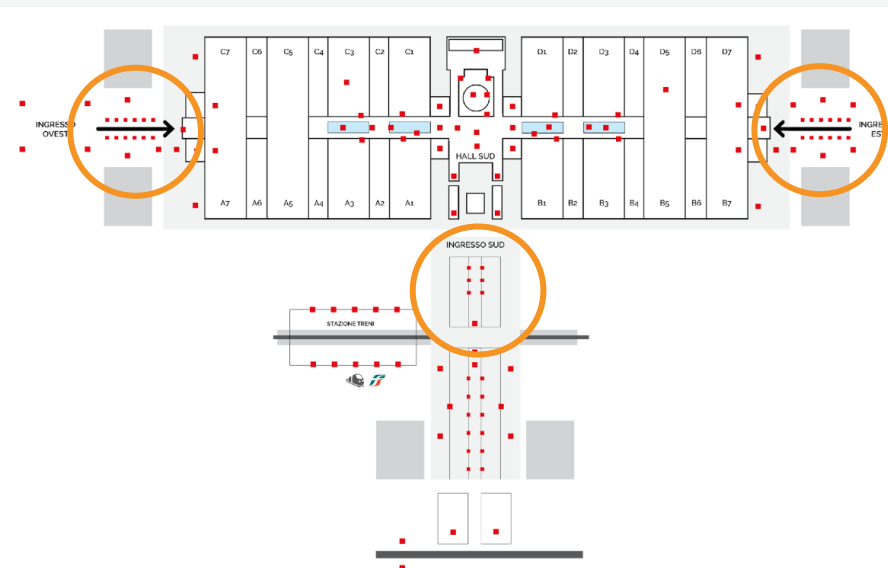 C7 C6 C5 C4 C3 C2 C1 D1 D2 D3 D4 D5 D6 D7
INGRESSO
OVEST
HALL SUD
A7 A6 A5 A4 A3 A2 A1 B1 B2 B3 B4 B5 B6 B7
INGRESSO SUD
STAZIONE TRENI